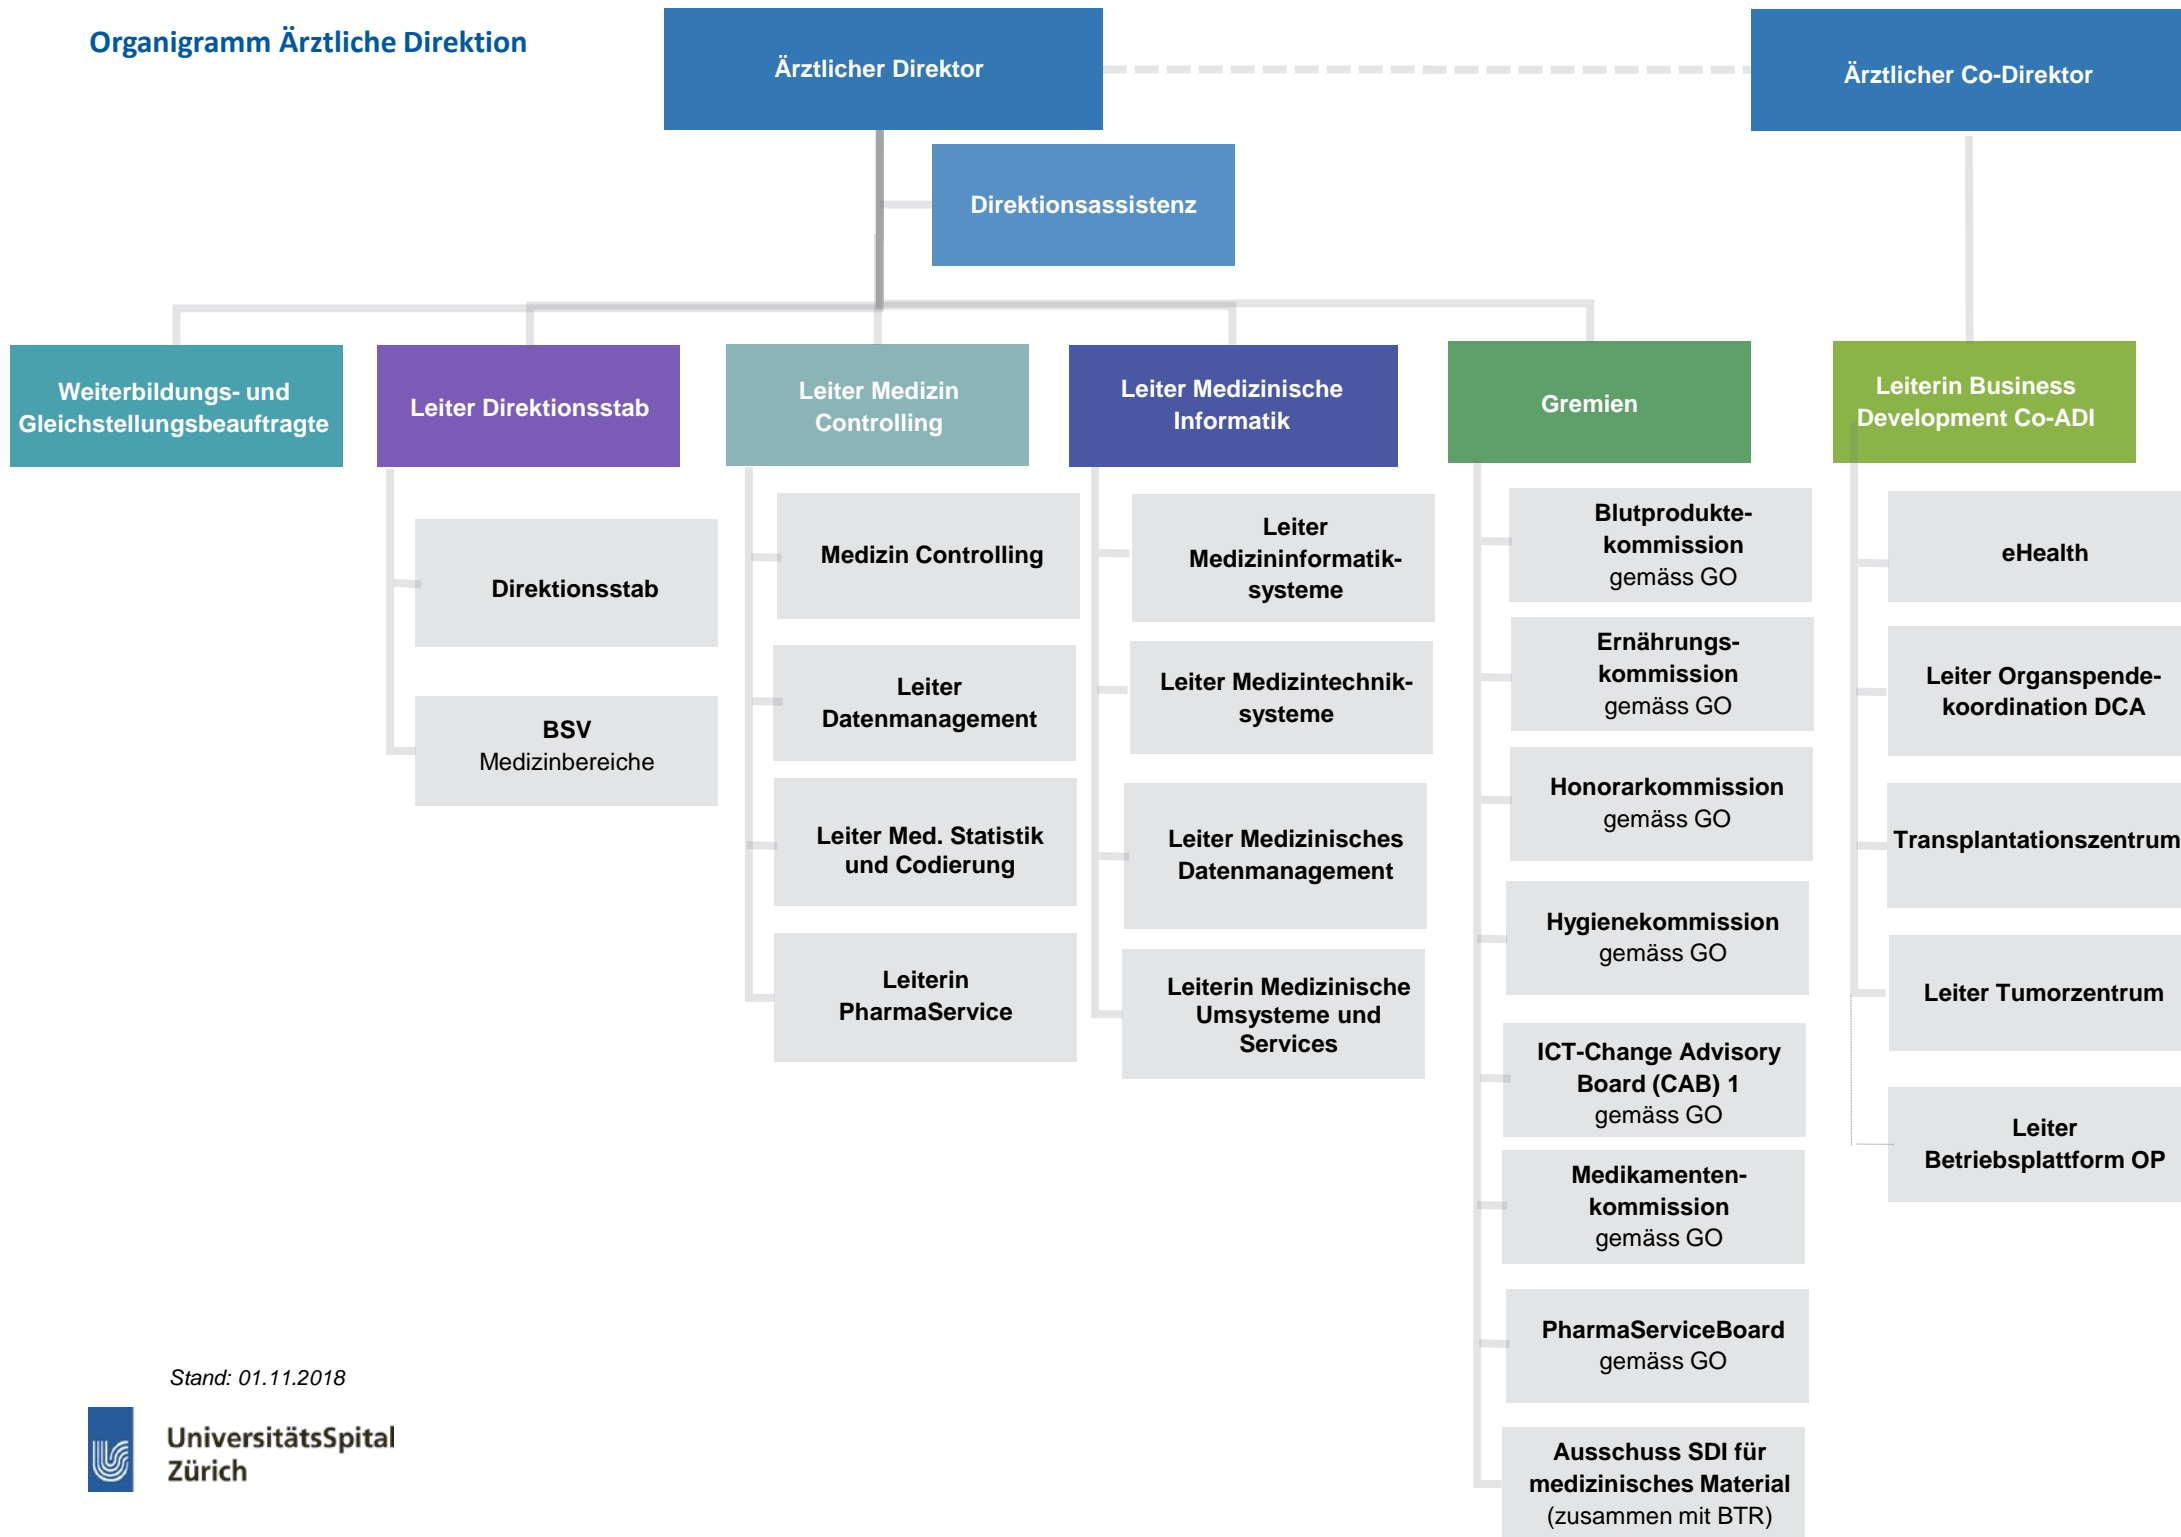 Organigramm Ärztliche Direktion
Ärztlicher Direktor
Ärztlicher Co-Direktor
Direktionsassistenz
Weiterbildungs- und
Gleichstellungsbeauftragte
Leiter Direktionsstab
Direktionsstab
BSV
Medizinbereiche
Leiter Medizin
Controlling
Medizin Controlling
Leiter
Datenmanagement
Leiter Med. Statistik
und Codierung
Leiterin
PharmaService
Leiter Medizinische
Informatik
Leiter
Medizininformatik-
systeme
Leiter Medizintechnik-
systeme
Leiter Medizinisches
Datenmanagement
Leiterin Medizinische
Umsysteme und
Services
Gremien
Blutprodukte-
kommission
gemäss GO
Ernährungs-
kommission
gemäss GO
Honorarkommission
gemäss GO
Hygienekommission
gemäss GO
ICT-Change Advisory
Board (CAB) 1
gemäss GO
Medikamenten-
kommission
gemäss GO
PharmaServiceBoard
gemäss GO
Ausschuss SDI für
medizinisches Material
(zusammen mit BTR)
Leiterin Business
Development Co-ADI
eHealth
Leiter Organspende-
koordination DCA
Transplantationszentrum
Leiter Tumorzentrum
Leiter
Betriebsplattform OP
Stand: 01.11.2018
UniversitätsSpital
Zürich